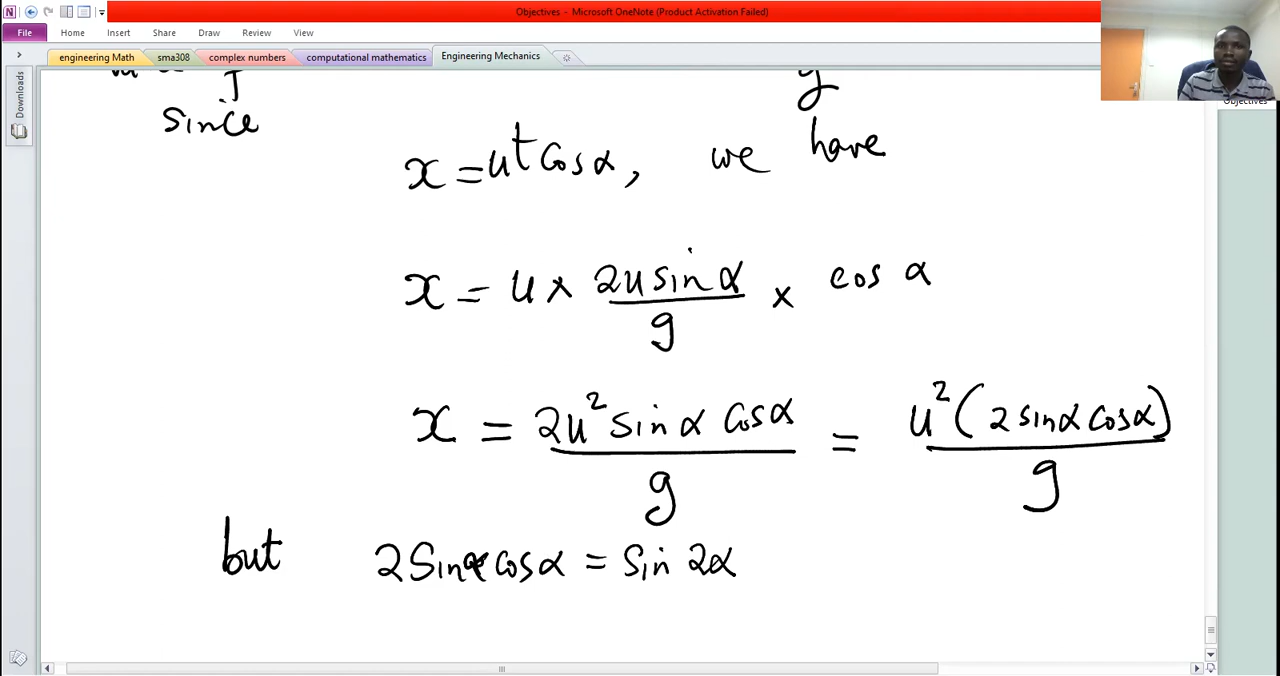 Objectives - Microsoft OneNote (Product Activation Failed)
File Home Insert Share Draw Review View
engineering Math sma308 complex numbers computational mathematics Engineering Mechanics
Downloads
Objectives
g
since
x = ut cos α, we have
x = u × 2u sin α / g × cos α
x = 2u² sin α cos α / g = u² (2 sin α cos α) / g
but 2 Sin α cos α = Sin 2α